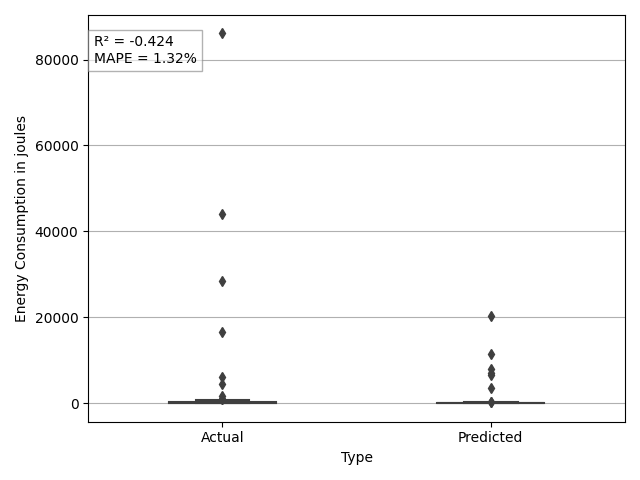 R² = -0.424
MAPE = 1.32%
80000
60000
40000
20000
0
Energy Consumption in joules
Actual
Predicted
Type